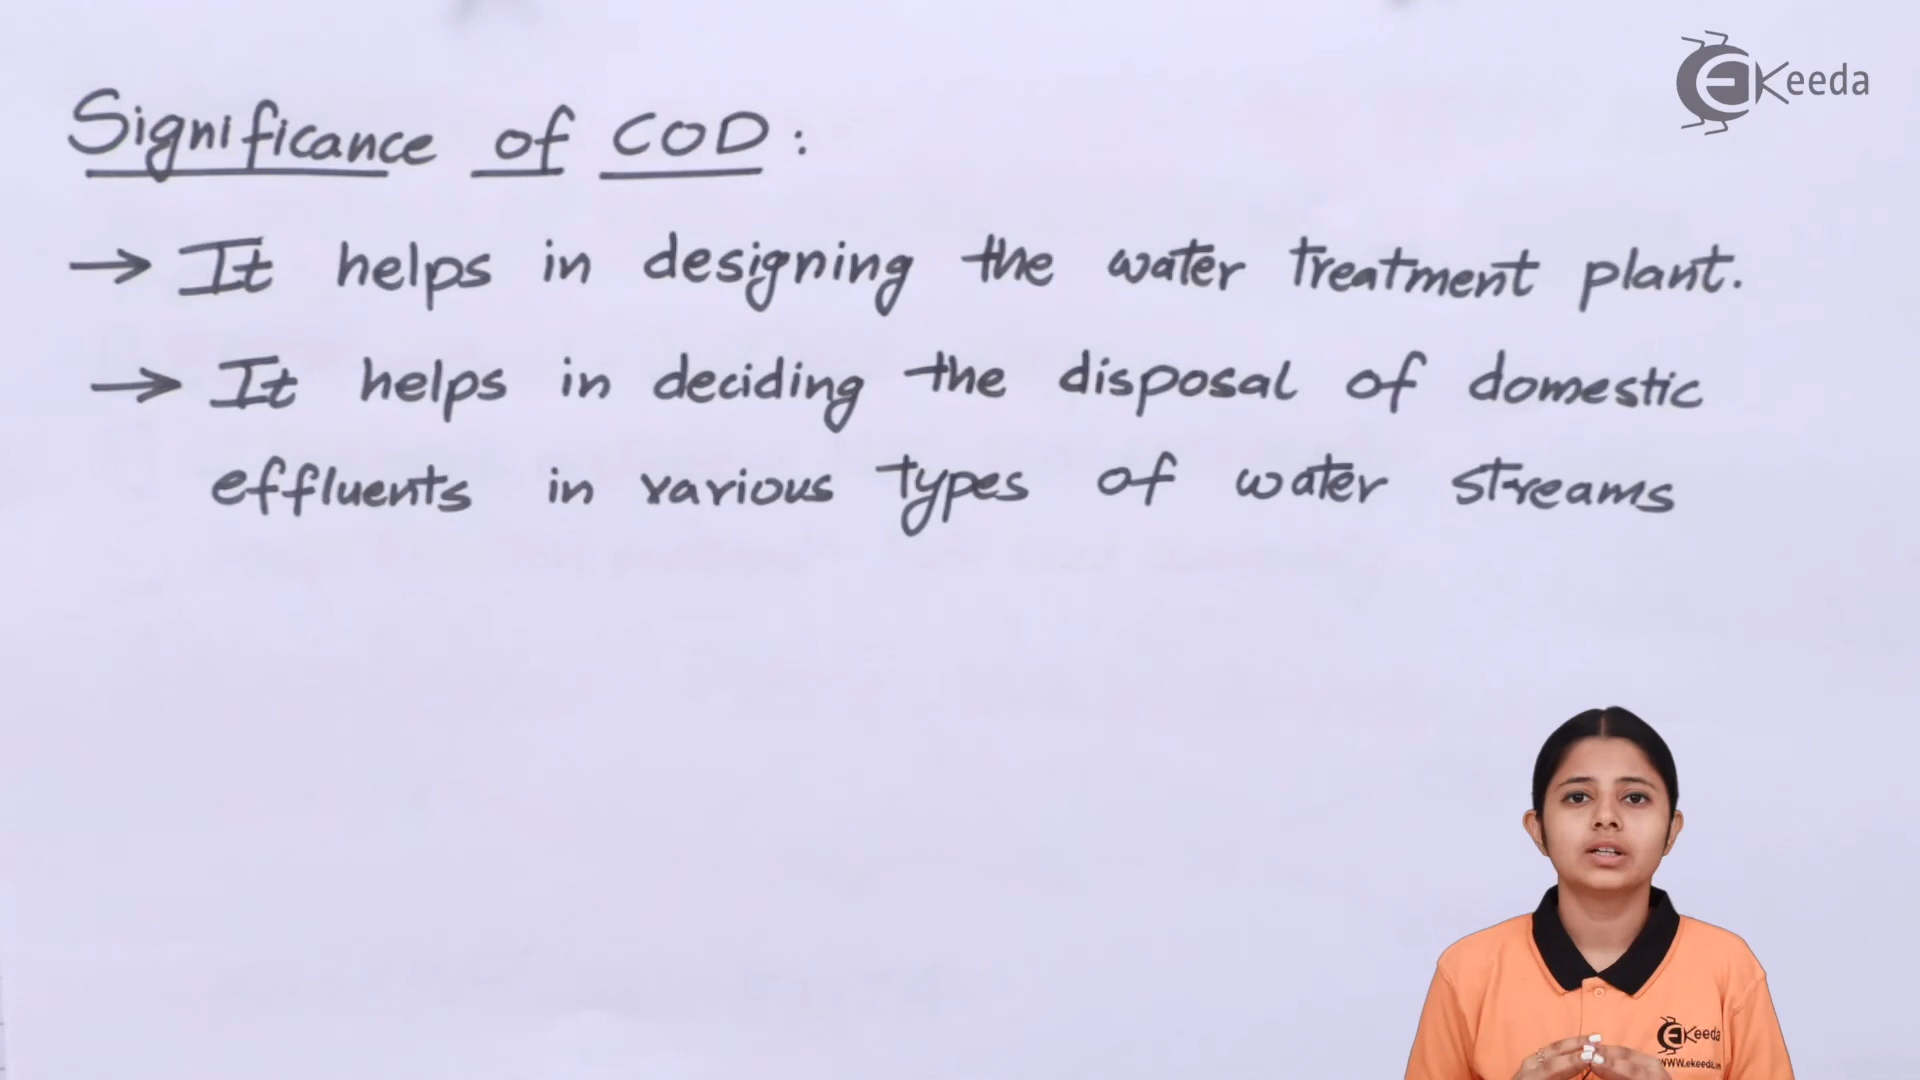 Significance of COD:
→ It helps in designing the water treatment plant.
→ It helps in deciding the disposal of domestic
effluents in various types of water streams
EKeeda
EKeeda